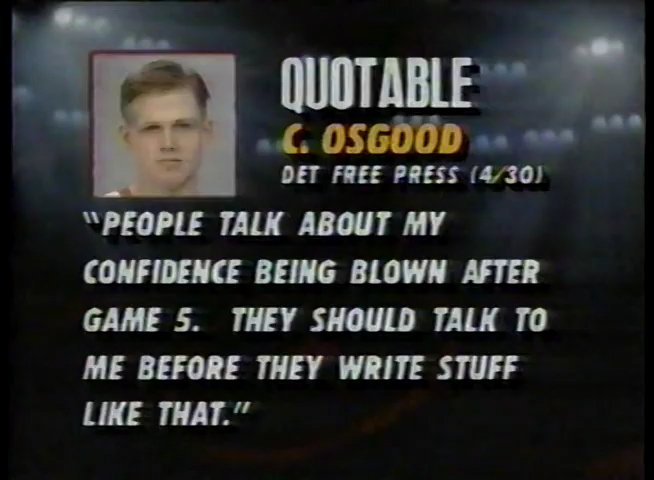 QUOTABLE
C. OSGOOD
DET FREE PRESS (4/30)
"PEOPLE TALK ABOUT MY
CONFIDENCE BEING BLOWN AFTER
GAME 5. THEY SHOULD TALK TO
ME BEFORE THEY WRITE STUFF
LIKE THAT."